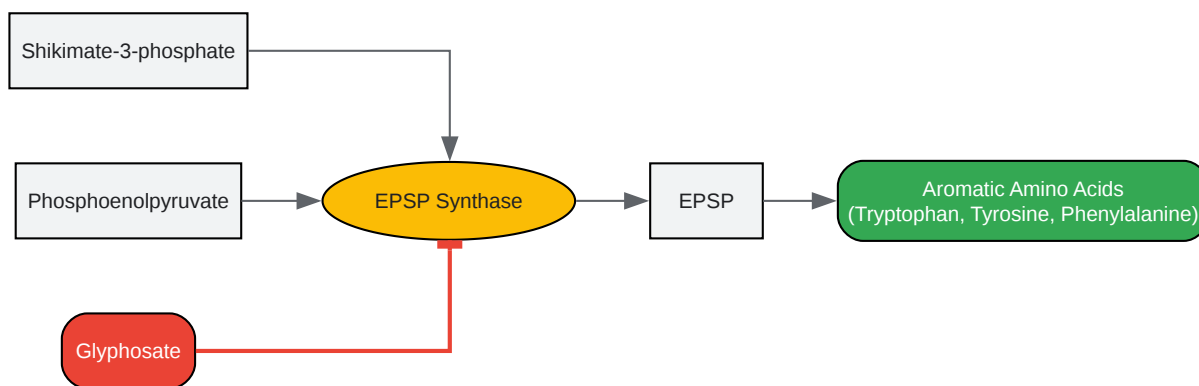 Shikimate-3-phosphate
Phosphoenolpyruvate
EPSP Synthase
EPSP
Aromatic Amino Acids
(Tryptophan, Tyrosine, Phenylalanine)
Glyphosate